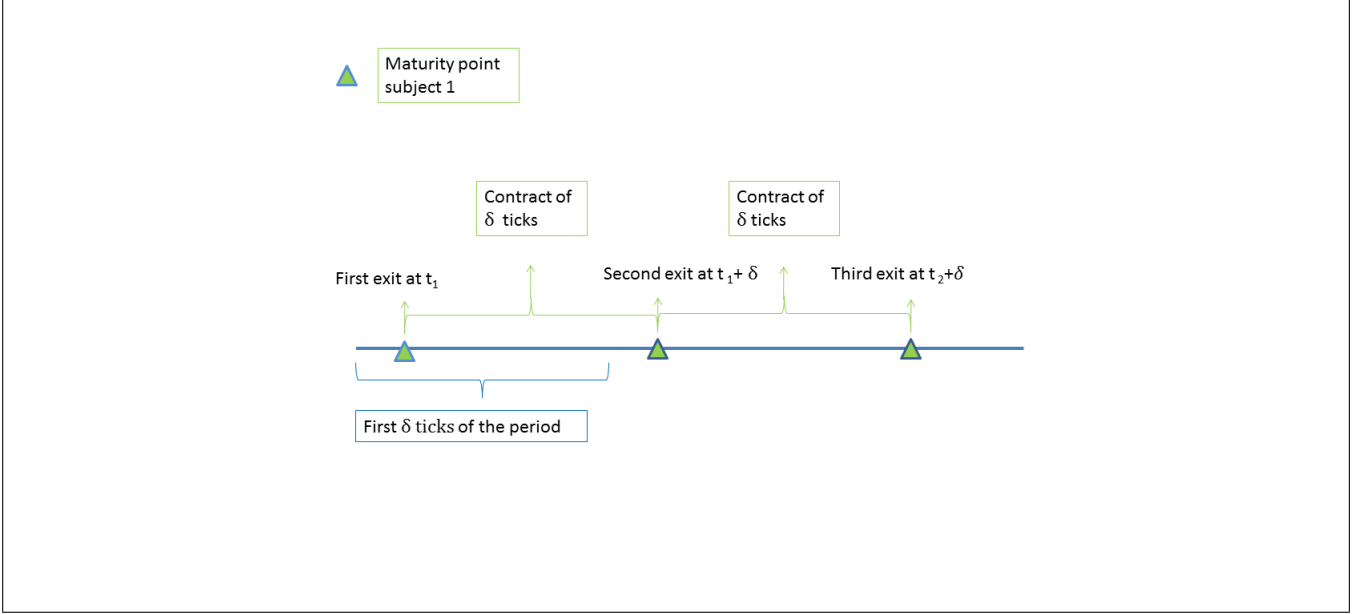 Maturity point
subject 1
Contract of
δ ticks
Contract of
δ ticks
First exit at t₁
Second exit at t₁+ δ
Third exit at t₂+δ
First δ ticks of the period